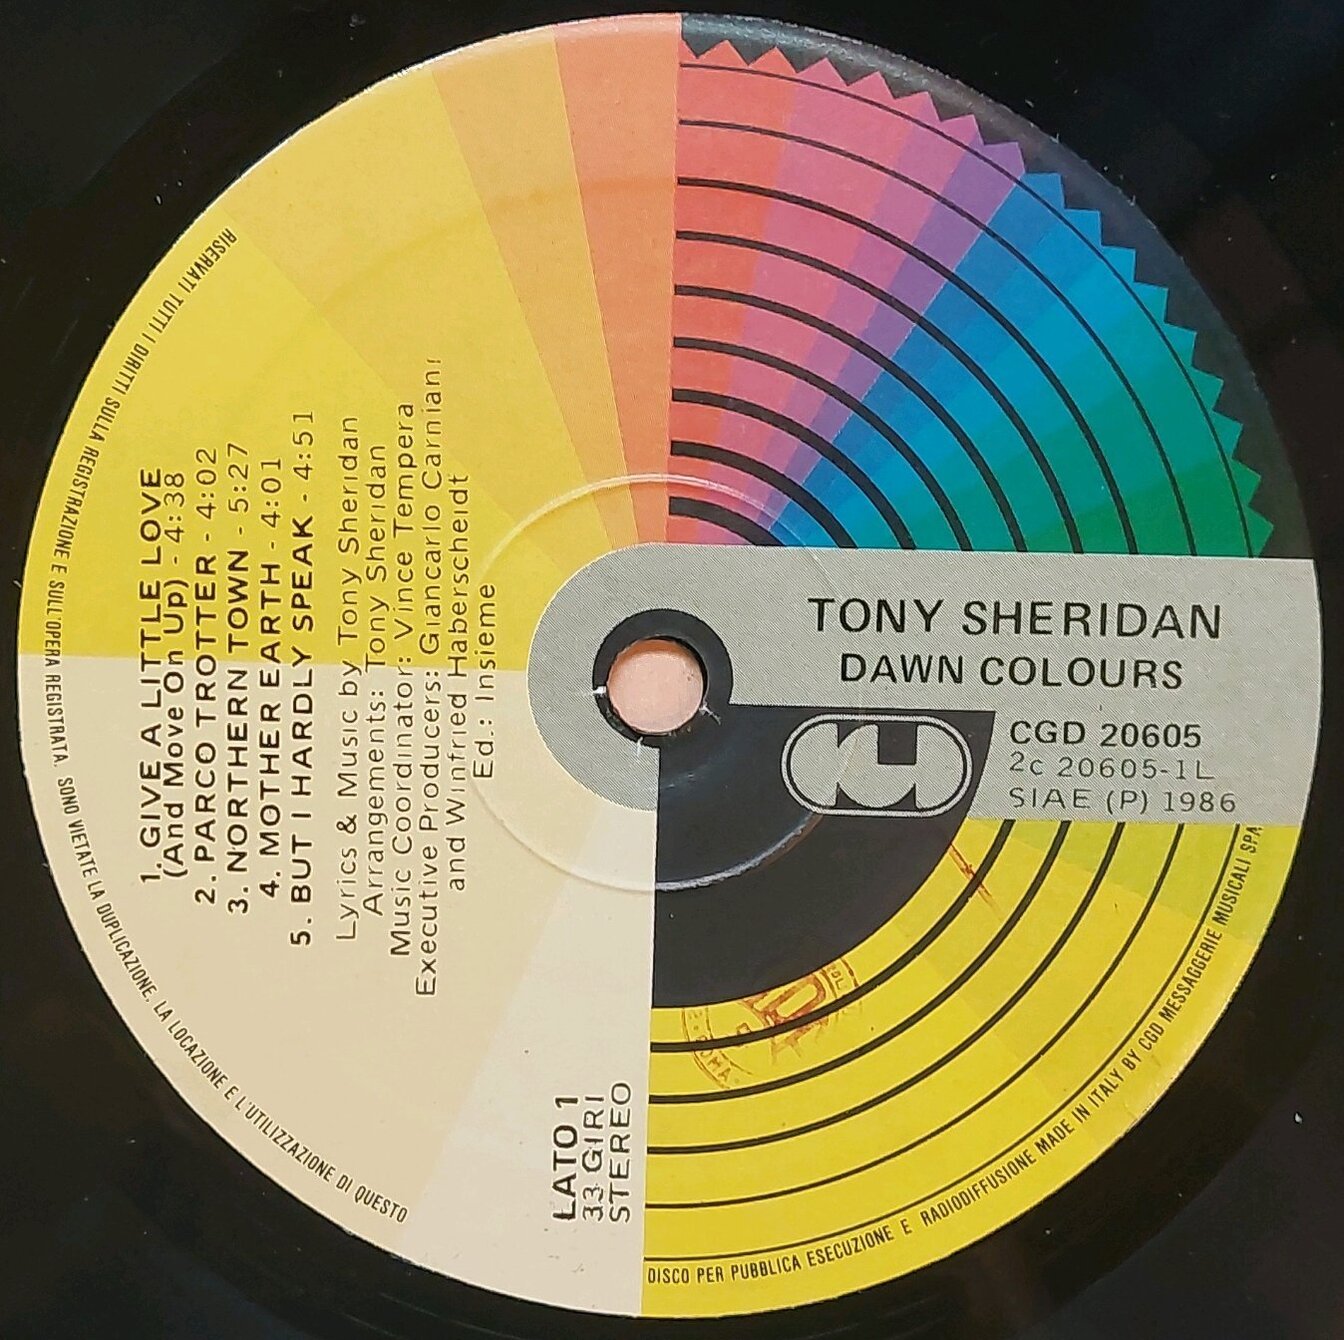 TONY SHERIDAN
DAWN COLOURS
CGD 20605
2c 20605-1L
SIAE (P) 1986
1. GIVE A LITTLE LOVE
(And Move On Up) - 4:38
2. PARCO TROTTER - 4:02
3. NORTHERN TOWN - 5:27
4. MOTHER EARTH - 4:01
5. BUT I HARDLY SPEAK - 4:51
Lyrics & Music by Tony Sheridan
Arrangements: Tony Sheridan
Music Coordinator: Vince Tempera
Executive Producers: Giancarlo Carniani
and Winfried Haberscheidt
Ed.: Insieme
LATO 1
33 GIRI
STEREO
RISERVATI TUTTI I DIRITTI SULLA REGISTRAZIONE E SULL'OPERA REGISTRATA. SONO VIETATE LA DUPLICAZIONE, LA LOCAZIONE E L'UTILIZZAZIONE DI QUESTO
DISCO PER PUBBLICA ESECUZIONE E RADIODIFFUSIONE MADE IN ITALY BY CGD MESSAGGERIE MUSICALI SPA
ROMA